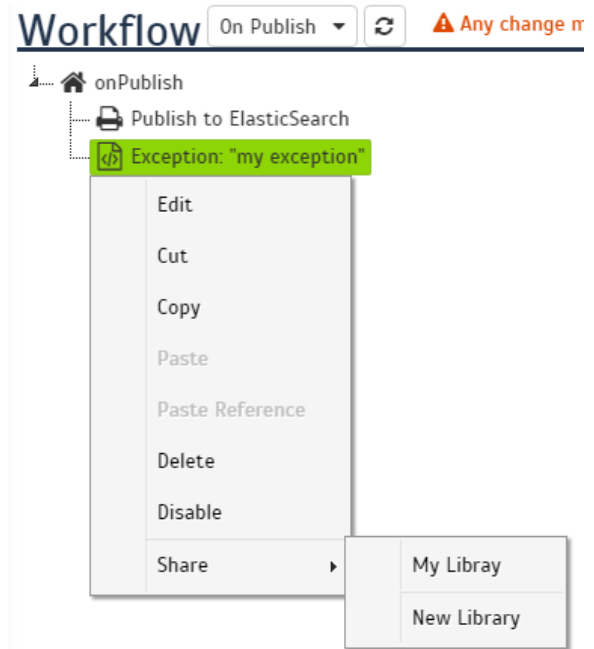 Workflow On Publish Any change m
onPublish
Publish to ElasticSearch
Exception: "my exception"
Edit
Cut
Copy
Paste
Paste Reference
Delete
Disable
Share My Libray
New Library